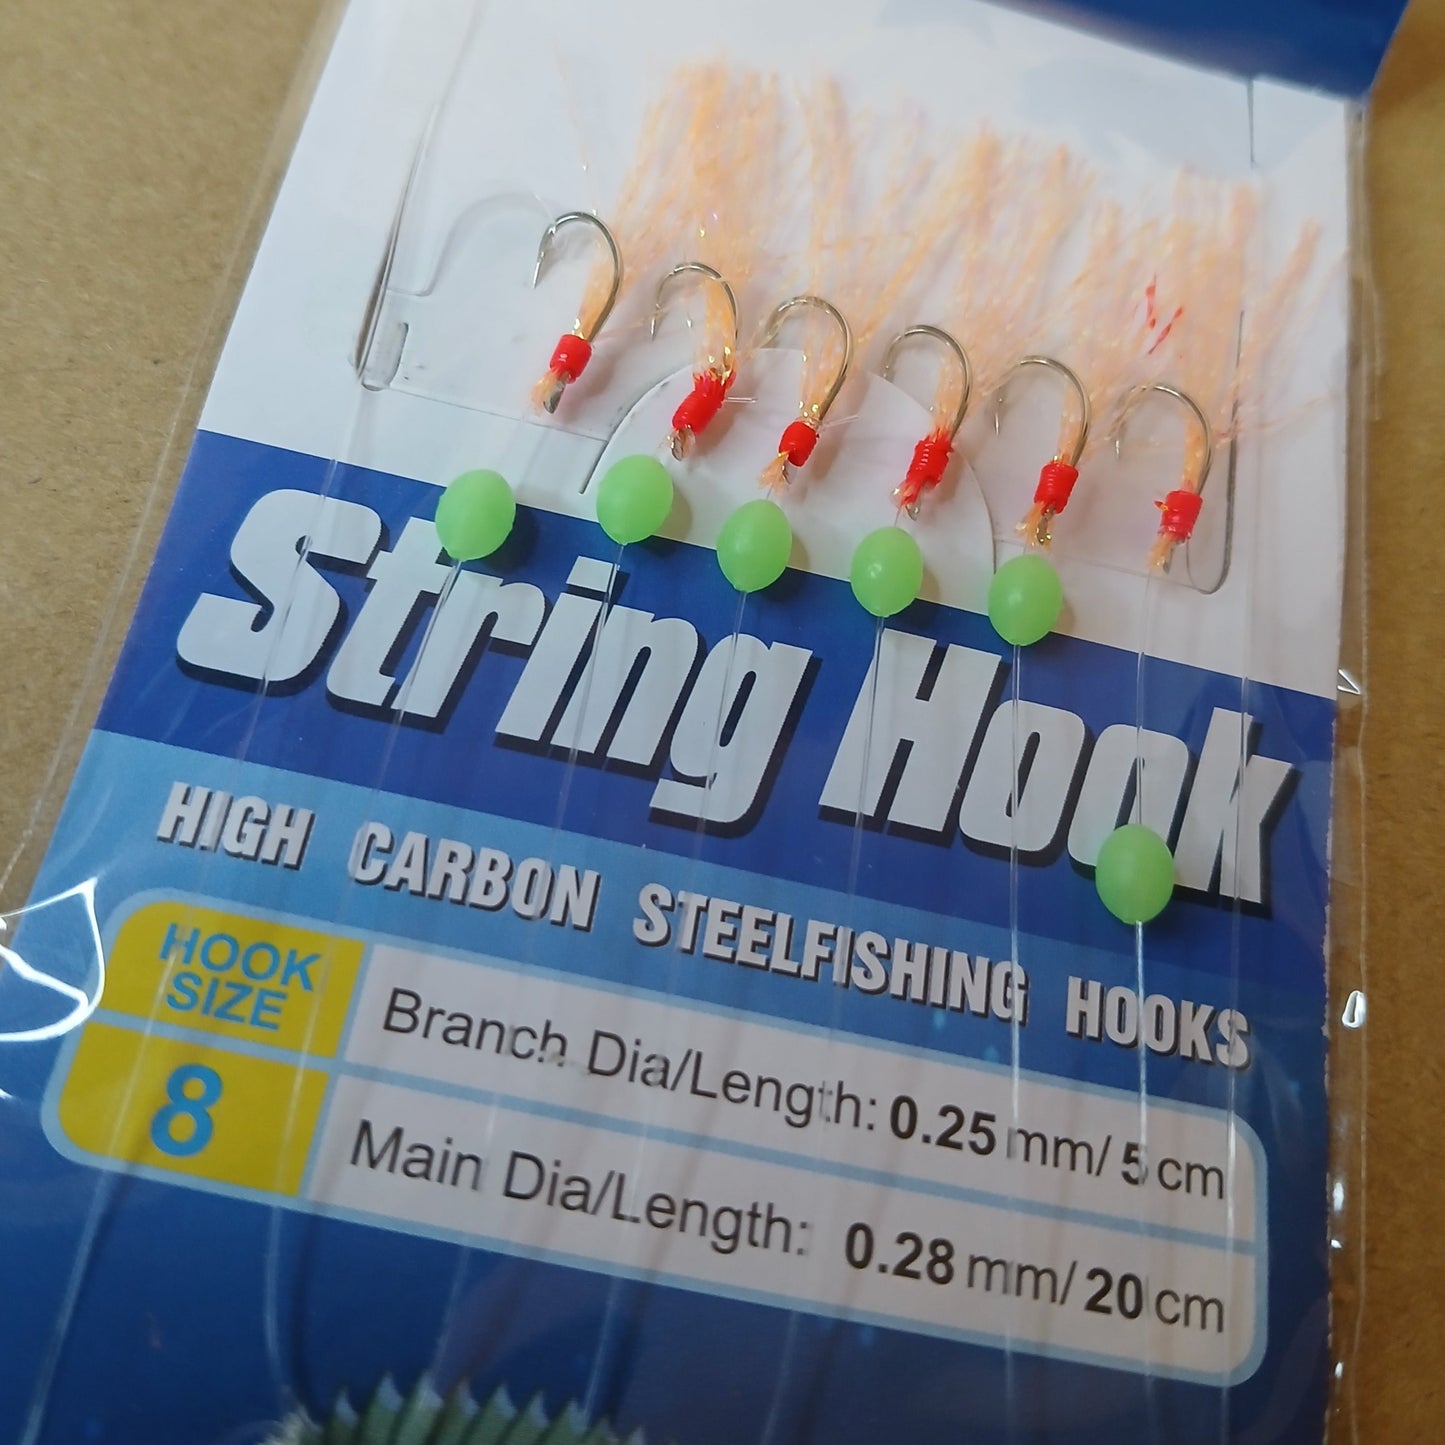 String Hook
HIGH CARBON STEELFISHING HOOKS
HOOK
SIZE
8
Branch Dia/Length: 0.25 mm/ 5 cm
Main Dia/Length: 0.28 mm/ 20 cm